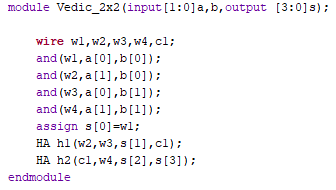 module Vedic_2x2(input[1:0]a,b,output [3:0]s);
wire w1,w2,w3,w4,c1;
and(w1,a[0],b[0]);
and(w2,a[1],b[0]);
and(w3,a[0],b[1]);
and(w4,a[1],b[1]);
assign s[0]=w1;
HA h1(w2,w3,s[1],c1);
HA h2(c1,w4,s[2],s[3]);
endmodule